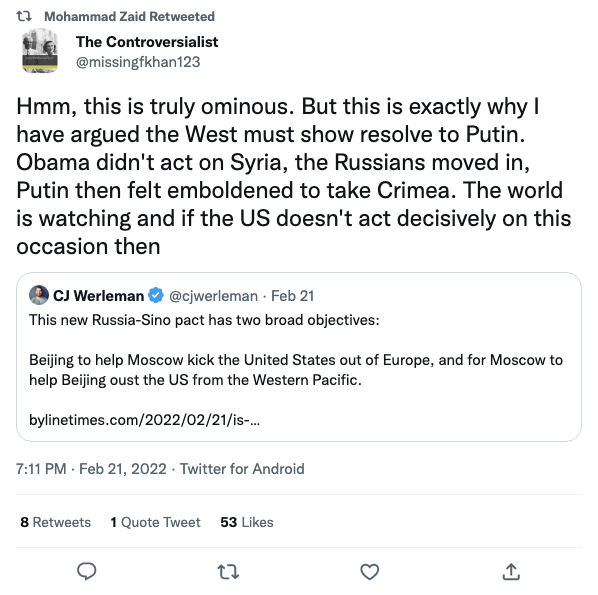 Mohammad Zaid Retweeted
The Controversialist
@missingfkhan123
Hmm, this is truly ominous. But this is exactly why I
have argued the West must show resolve to Putin.
Obama didn't act on Syria, the Russians moved in,
Putin then felt emboldened to take Crimea. The world
is watching and if the US doesn't act decisively on this
occasion then
CJ Werleman @cjwerleman · Feb 21
This new Russia-Sino pact has two broad objectives:
Beijing to help Moscow kick the United States out of Europe, and for Moscow to
help Beijing oust the US from the Western Pacific.
bylinetimes.com/2022/02/21/is-...
7:11 PM · Feb 21, 2022 · Twitter for Android
8 Retweets 1 Quote Tweet 53 Likes